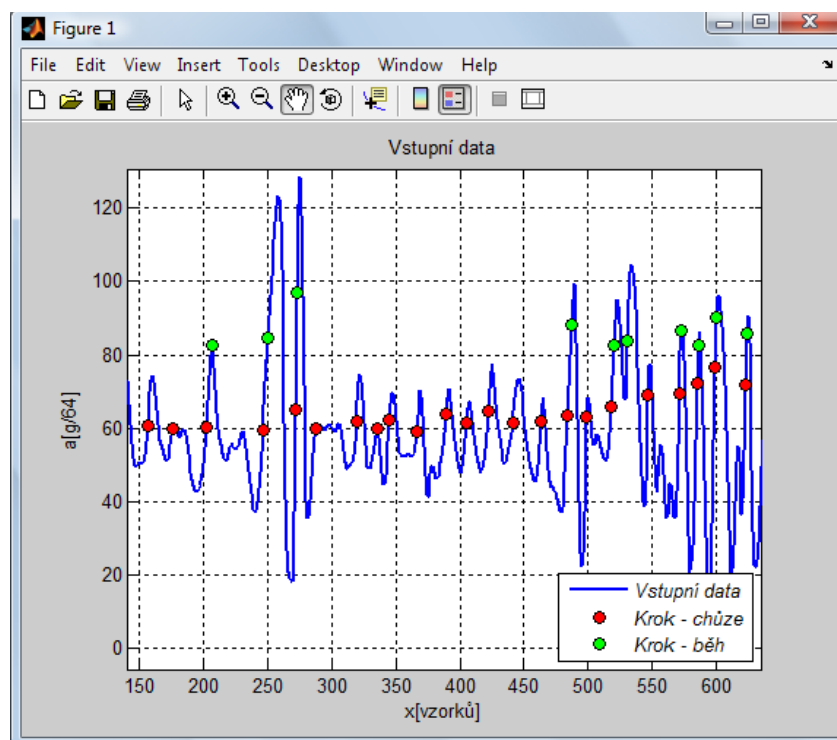 Figure 1
File Edit View Insert Tools Desktop Window Help
Vstupní data
120
100
80
60
40
20
0
a[g/64]
150 200 250 300 350 400 450 500 550 600
x[vzorků]
Vstupní data
Krok - chůze
Krok - běh